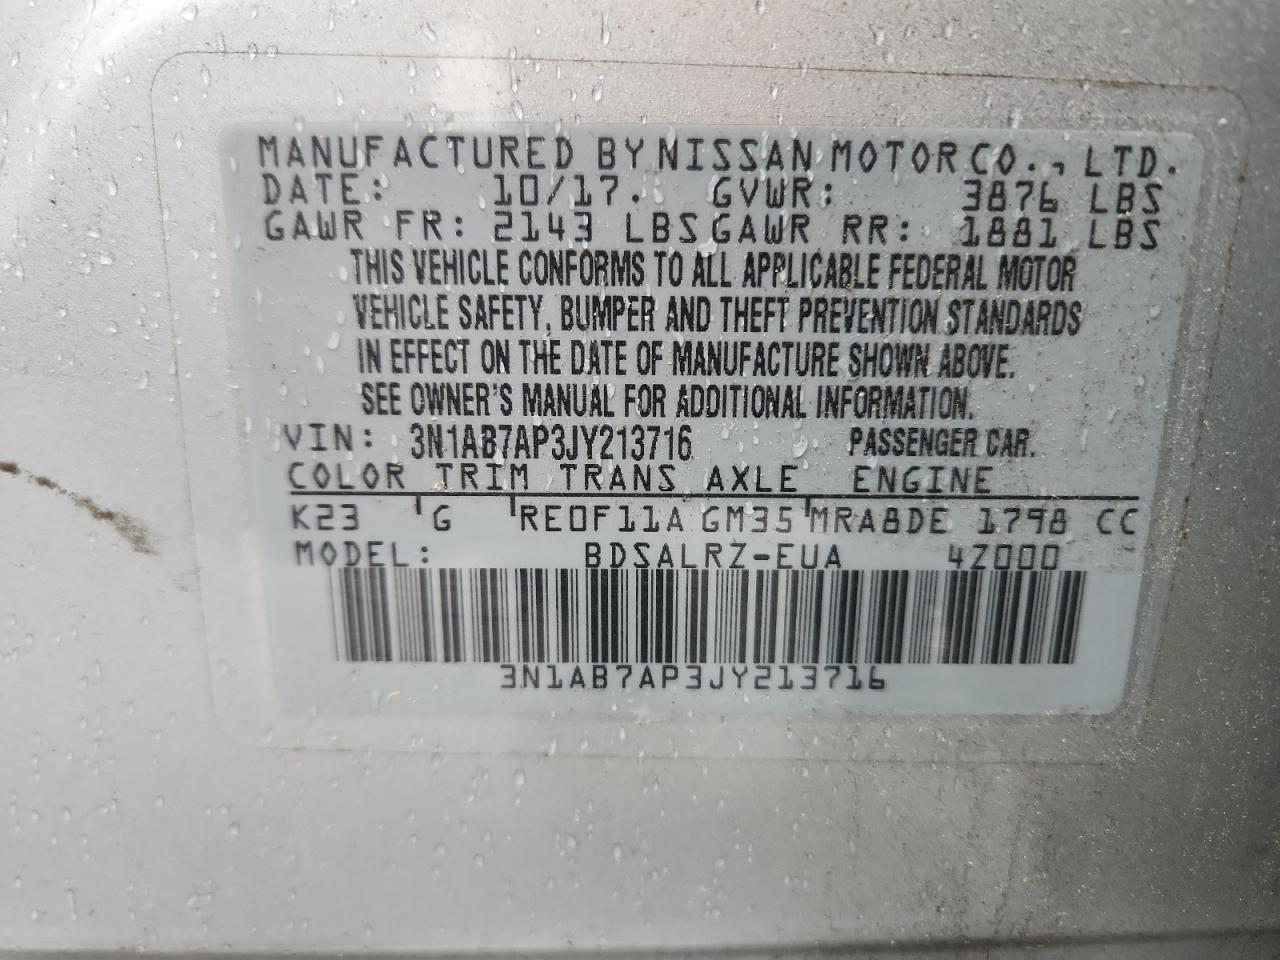 MANUFACTURED BY NISSAN MOTOR CO., LTD.
DATE: 10/17. GVWR: 3876 LBS
GAWR FR: 2143 LBS GAWR RR: 1881 LBS
THIS VEHICLE CONFORMS TO ALL APPLICABLE FEDERAL MOTOR
VEHICLE SAFETY, BUMPER AND THEFT PREVENTION STANDARDS
IN EFFECT ON THE DATE OF MANUFACTURE SHOWN ABOVE.
SEE OWNER'S MANUAL FOR ADDITIONAL INFORMATION.
VIN: 3N1AB7AP3JY213716 PASSENGER CAR.
COLOR TRIM TRANS AXLE ENGINE
K23 G RE0F11A GM35 MRA8DE 1798 CC
MODEL: BDSALRZ-EUA 4Z000
3N1AB7AP3JY213716